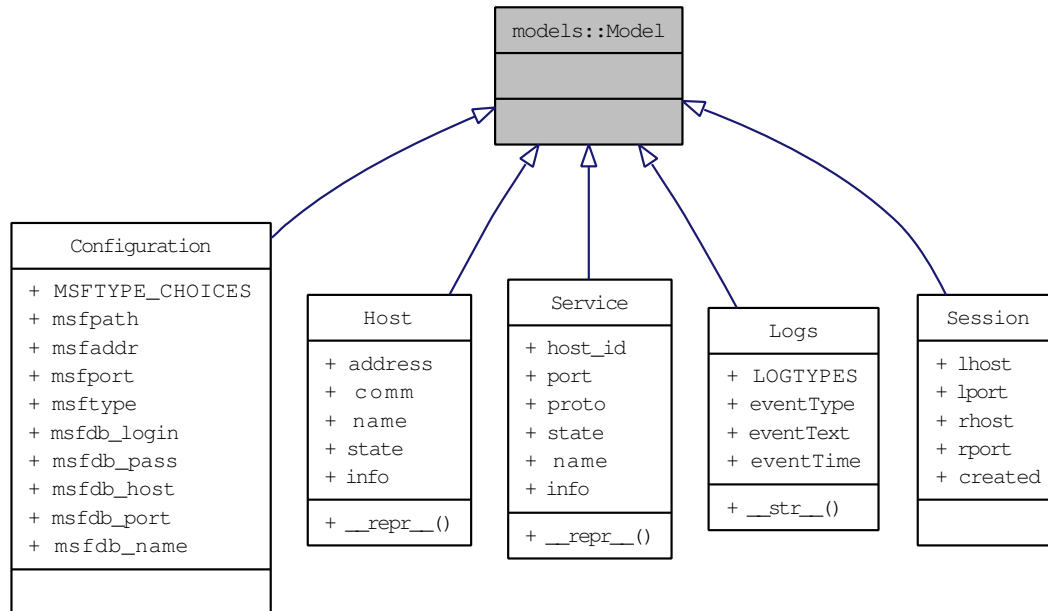 models::Model
Configuration
+ MSFTYPE_CHOICES
+ msfpath
+ msfaddr
+ msfport
+ msftype
+ msfdb_login
+ msfdb_pass
+ msfdb_host
+ msfdb_port
+ msfdb_name
Host
+ address
+ comm
+ name
+ state
+ info
+ __repr__()
Service
+ host_id
+ port
+ proto
+ state
+ name
+ info
+ __repr__()
Logs
+ LOGTYPES
+ eventType
+ eventText
+ eventTime
+ __str__()
Session
+ lhost
+ lport
+ rhost
+ rport
+ created